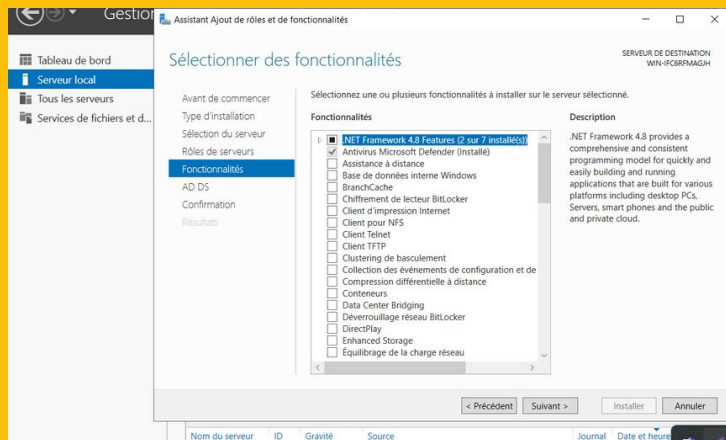 Gestion
Assistant Ajout de rôles et de fonctionnalités
Sélectionner des fonctionnalités
SERVEUR DE DESTINATION
WIN-IFC6RFMAGJH
Tableau de bord
Serveur local
Tous les serveurs
Services de fichiers et d...
Avant de commencer
Type d'installation
Sélection du serveur
Rôles de serveurs
Fonctionnalités
AD DS
Confirmation
Résultats
Sélectionnez une ou plusieurs fonctionnalités à installer sur le serveur sélectionné.
Fonctionnalités
.NET Framework 4.8 Features (2 sur 7 installé(s))
Antivirus Microsoft Defender (Installé)
Assistance à distance
Base de données interne Windows
BranchCache
Chiffrement de lecteur BitLocker
Client d'impression Internet
Client pour NFS
Client Telnet
Client TFTP
Clustering de basculement
Collection des événements de configuration et de
Compression différentielle à distance
Conteneurs
Data Center Bridging
Déverrouillage réseau BitLocker
DirectPlay
Enhanced Storage
Équilibrage de la charge réseau
Description
.NET Framework 4.8 provides a
comprehensive and consistent
programming model for quickly and
easily building and running
applications that are built for various
platforms including desktop PCs,
Servers, smart phones and the public
and private cloud.
< Précédent
Suivant >
Installer
Annuler
Nom du serveur ID Gravité Source Journal Date et heure